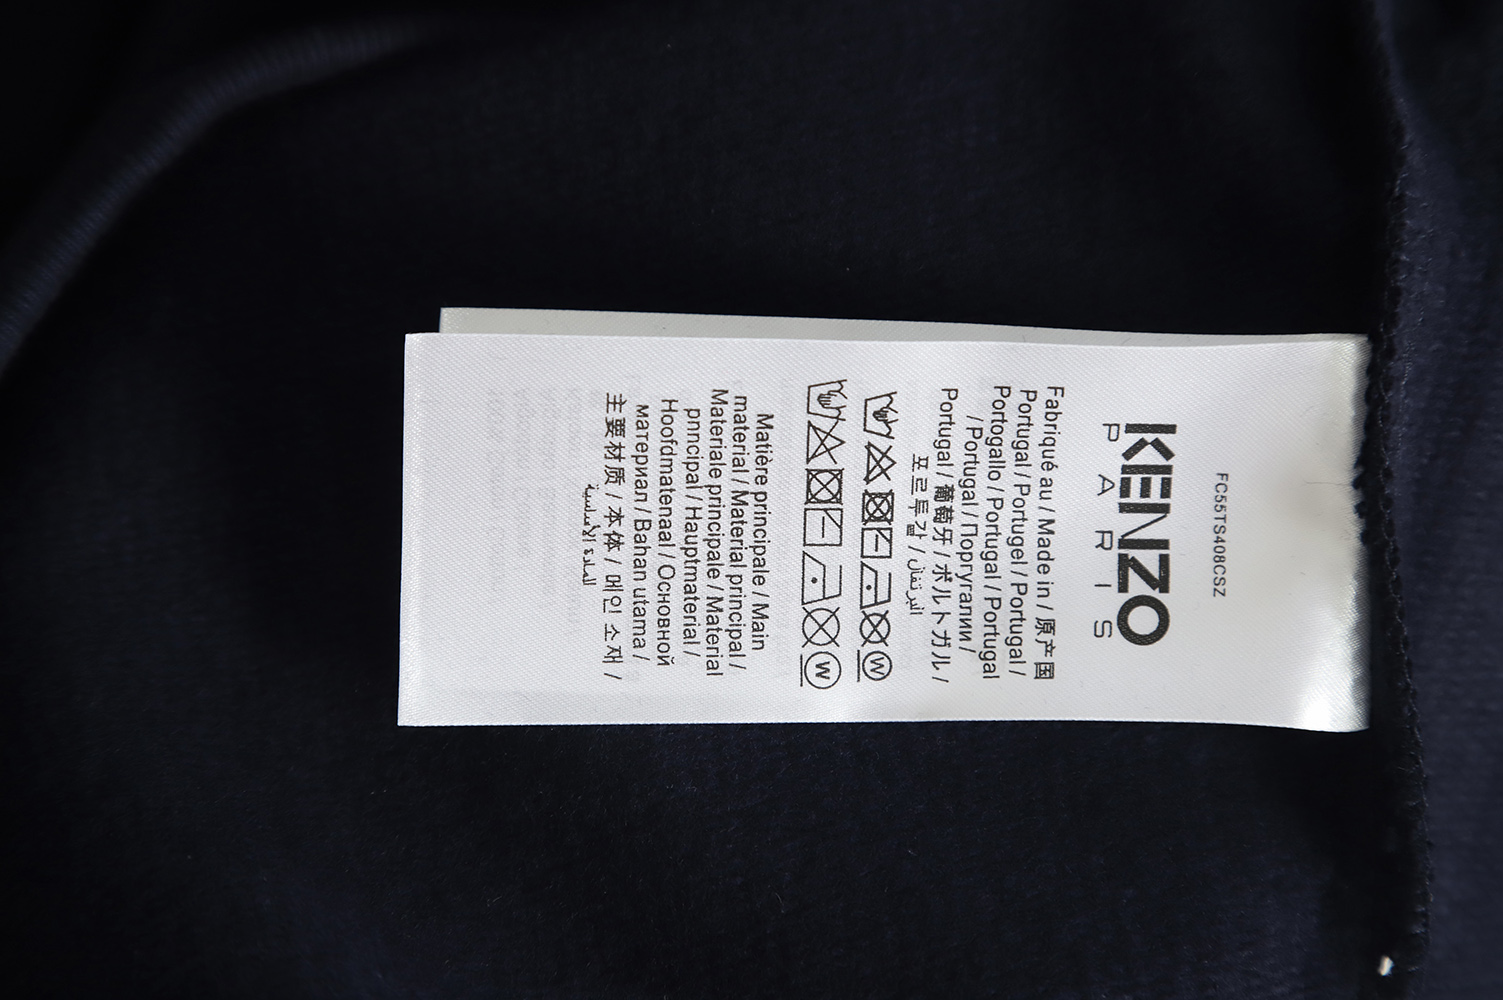 FC55TS408CSZ
KENZO
PARIS
Fabriqué au / Made in / 原产国
Portugal / Portugel / Portugal /
Portogallo / Portugal / Portugal
/ Portugal / Португалии /
Portugal / 葡萄牙 / ポルトガル /
포르투갈 / البرتغال
W
W
Matière principale / Main
material / Material principal /
Materiale principale / Material
principal / Hauptmaterial /
Hoofdmatenaal / Основной
материал / Bahan utama /
主要材质 / 本体 / 메인 소재 /
المادة الأساسية